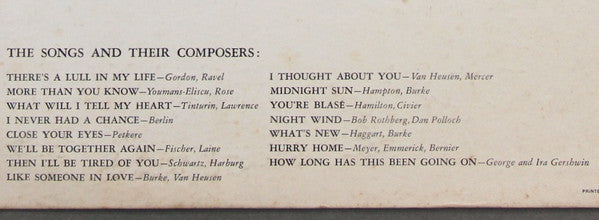 THE SONGS AND THEIR COMPOSERS:
THERE'S A LULL IN MY LIFE—Gordon, Ravel
MORE THAN YOU KNOW—Youmans-Eliscu, Rose
WHAT WILL I TELL MY HEART—Tinturin, Lawrence
I NEVER HAD A CHANCE—Berlin
CLOSE YOUR EYES—Petkere
WE'LL BE TOGETHER AGAIN—Fischer, Laine
THEN I'LL BE TIRED OF YOU—Schwartz, Harburg
LIKE SOMEONE IN LOVE—Burke, Van Heusen
I THOUGHT ABOUT YOU—Van Heusen, Mercer
MIDNIGHT SUN—Hampton, Burke
YOU'RE BLASÉ—Hamilton, Civier
NIGHT WIND—Bob Rothberg, Dan Polloch
WHAT'S NEW—Haggart, Burke
HURRY HOME—Meyer, Emmerick, Bernier
HOW LONG HAS THIS BEEN GOING ON—George and Ira Gershwin
PRINTE